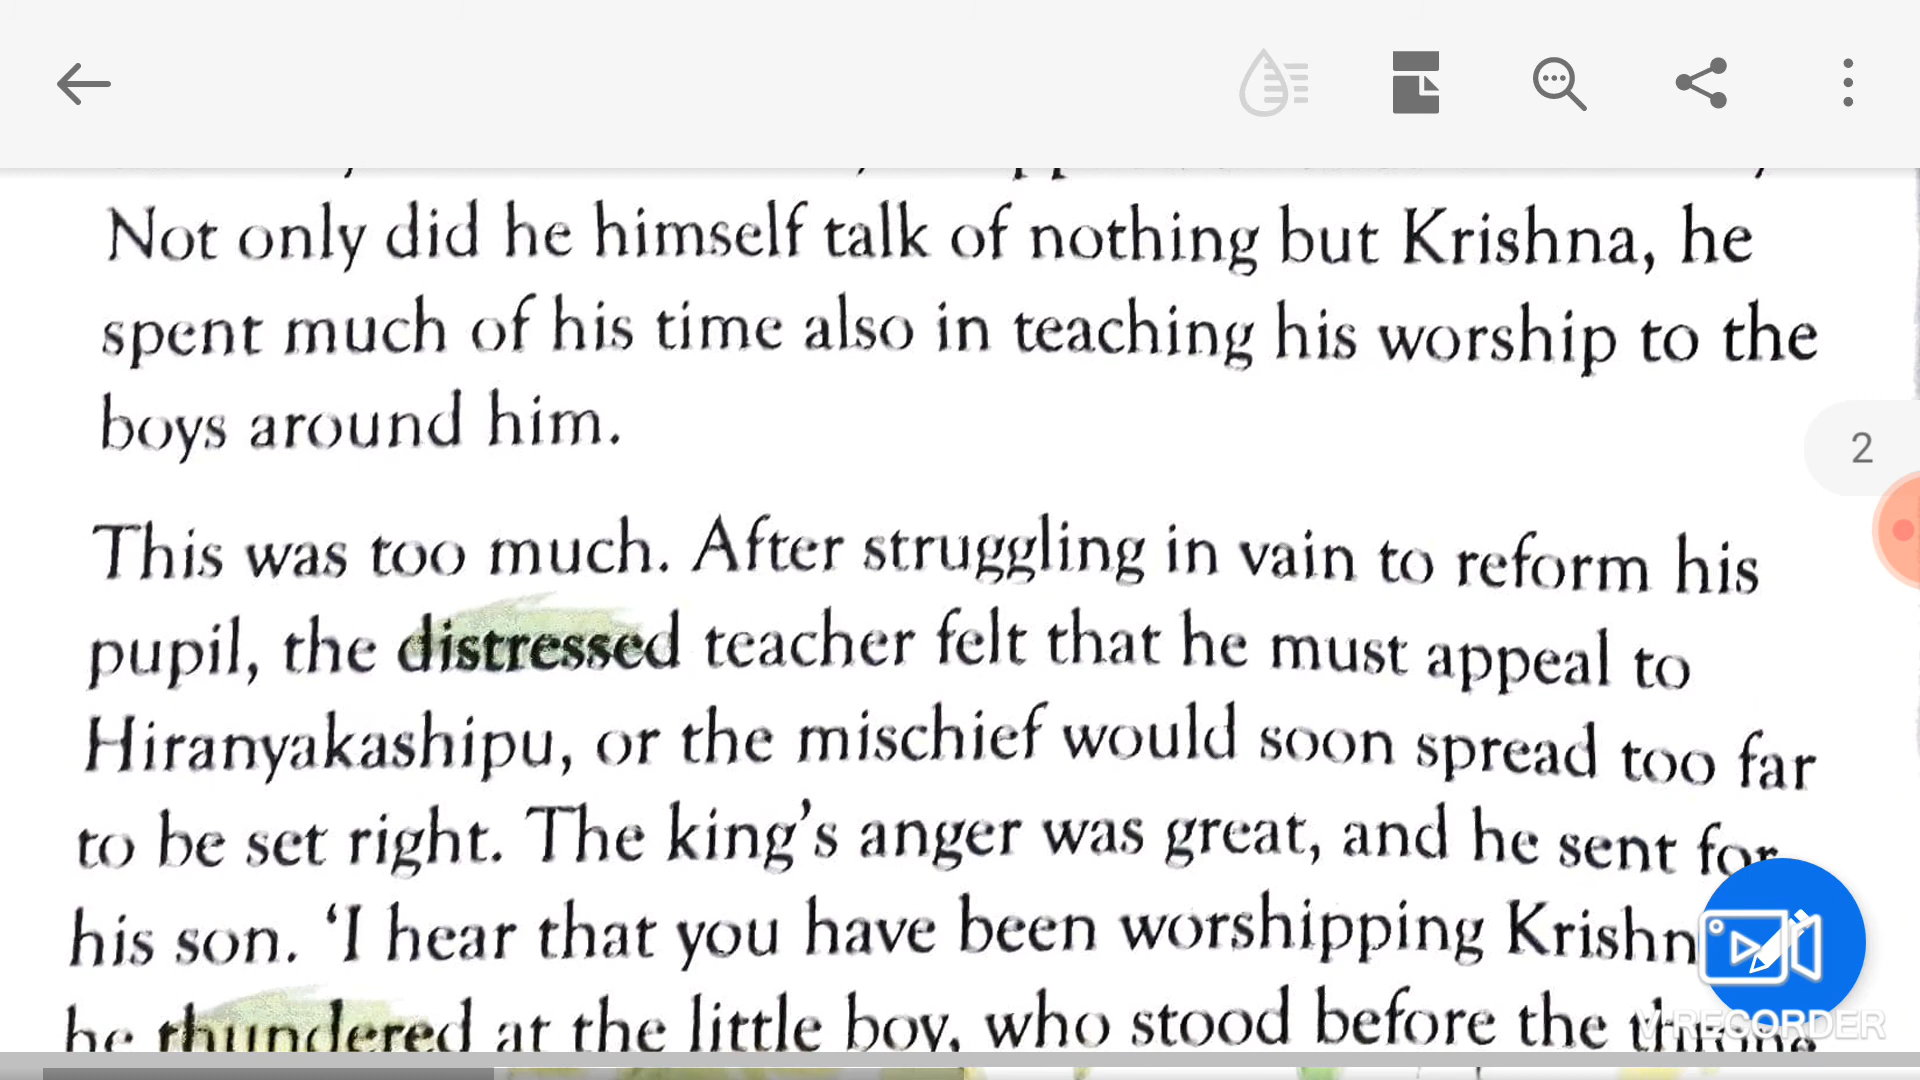 Not only did he himself talk of nothing but Krishna, he
spent much of his time also in teaching his worship to the
boys around him.
2
This was too much. After struggling in vain to reform his
pupil, the distressed teacher felt that he must appeal to
Hiranyakashipu, or the mischief would soon spread too far
to be set right. The king's anger was great, and he sent for
his son. 'I hear that you have been worshipping
he thundered at the little boy, who stood before the throne
V RECORDER